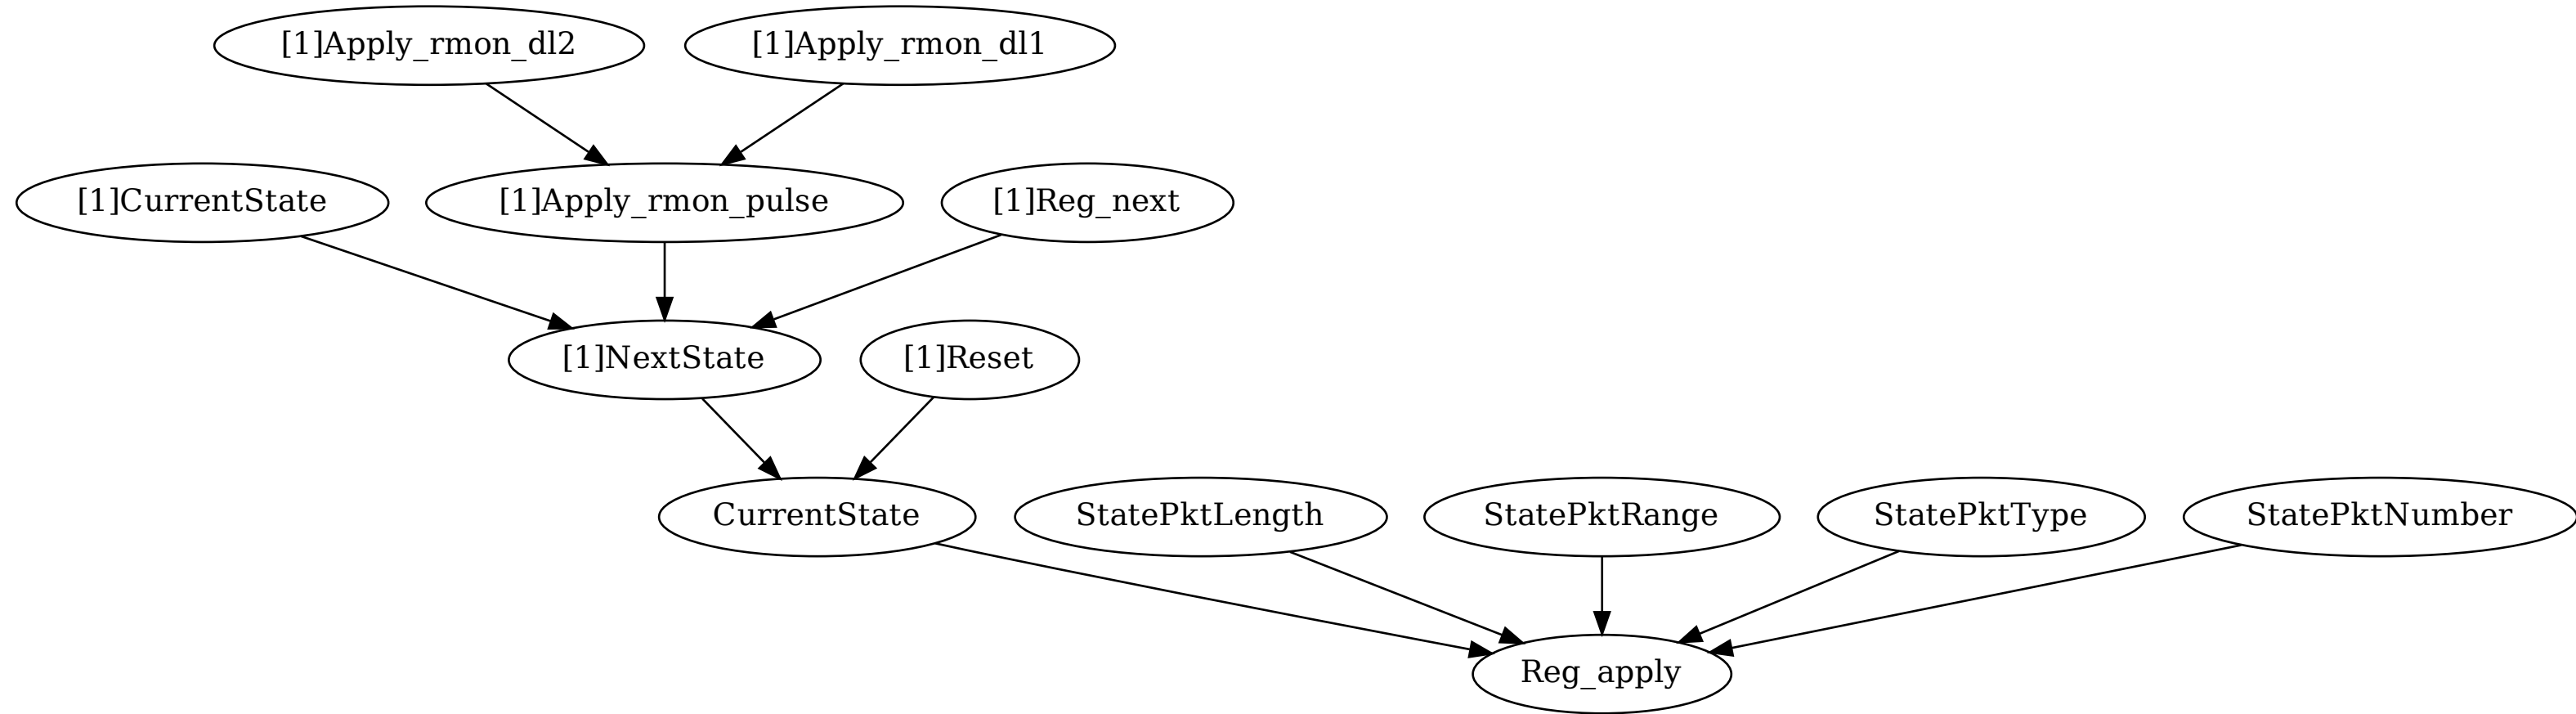 [1]Apply_rmon_dl2
[1]Apply_rmon_dl1
[1]CurrentState
[1]Apply_rmon_pulse
[1]Reg_next
[1]NextState
[1]Reset
CurrentState
StatePktLength
StatePktRange
StatePktType
StatePktNumber
Reg_apply